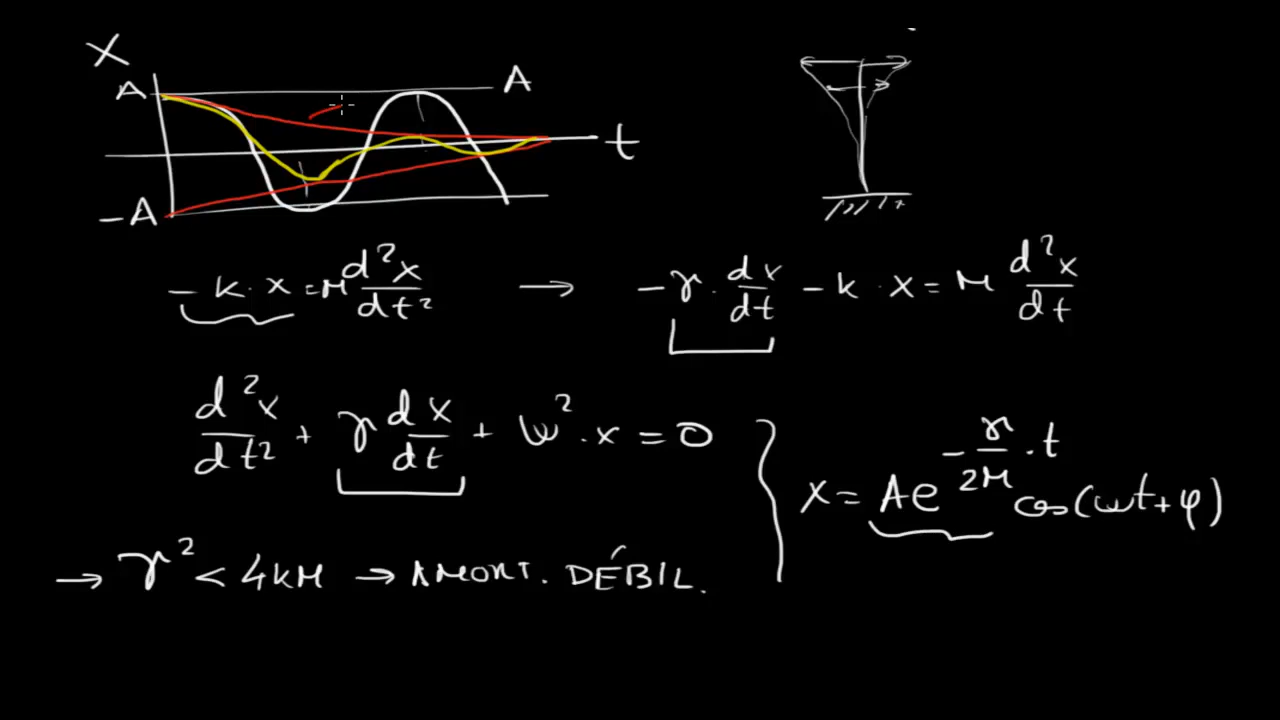 X
A A
t
-A
-k·x = M d²x/dt² → -γ·dx/dt - k·x = M d²x/dt
d²x/dt² + γ dx/dt + ω²·x = 0
x = Ae^(-γ/2M·t) cos(ωt+φ)
→ γ² < 4kM → AMORT. DÉBIL.